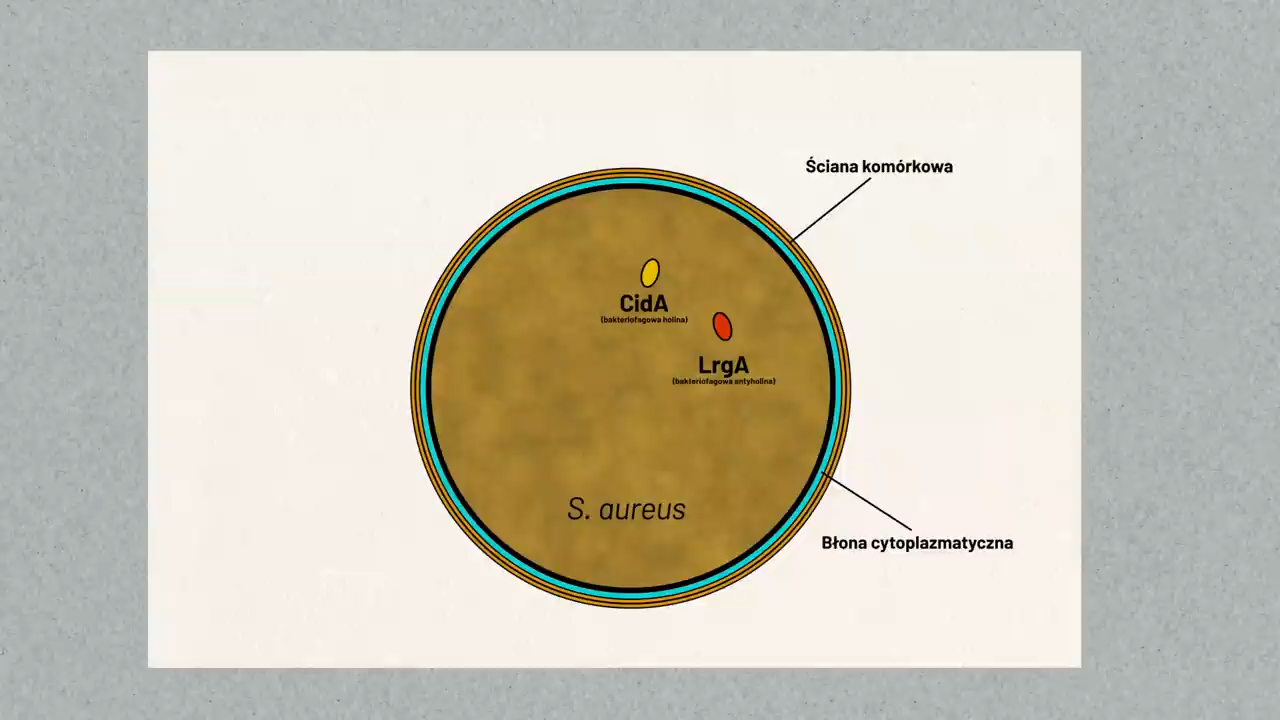 Ściana komórkowa
CidA
(bakteriofagowa holina)
LrgA
(bakteriofagowa antyholina)
S. aureus
Błona cytoplazmatyczna